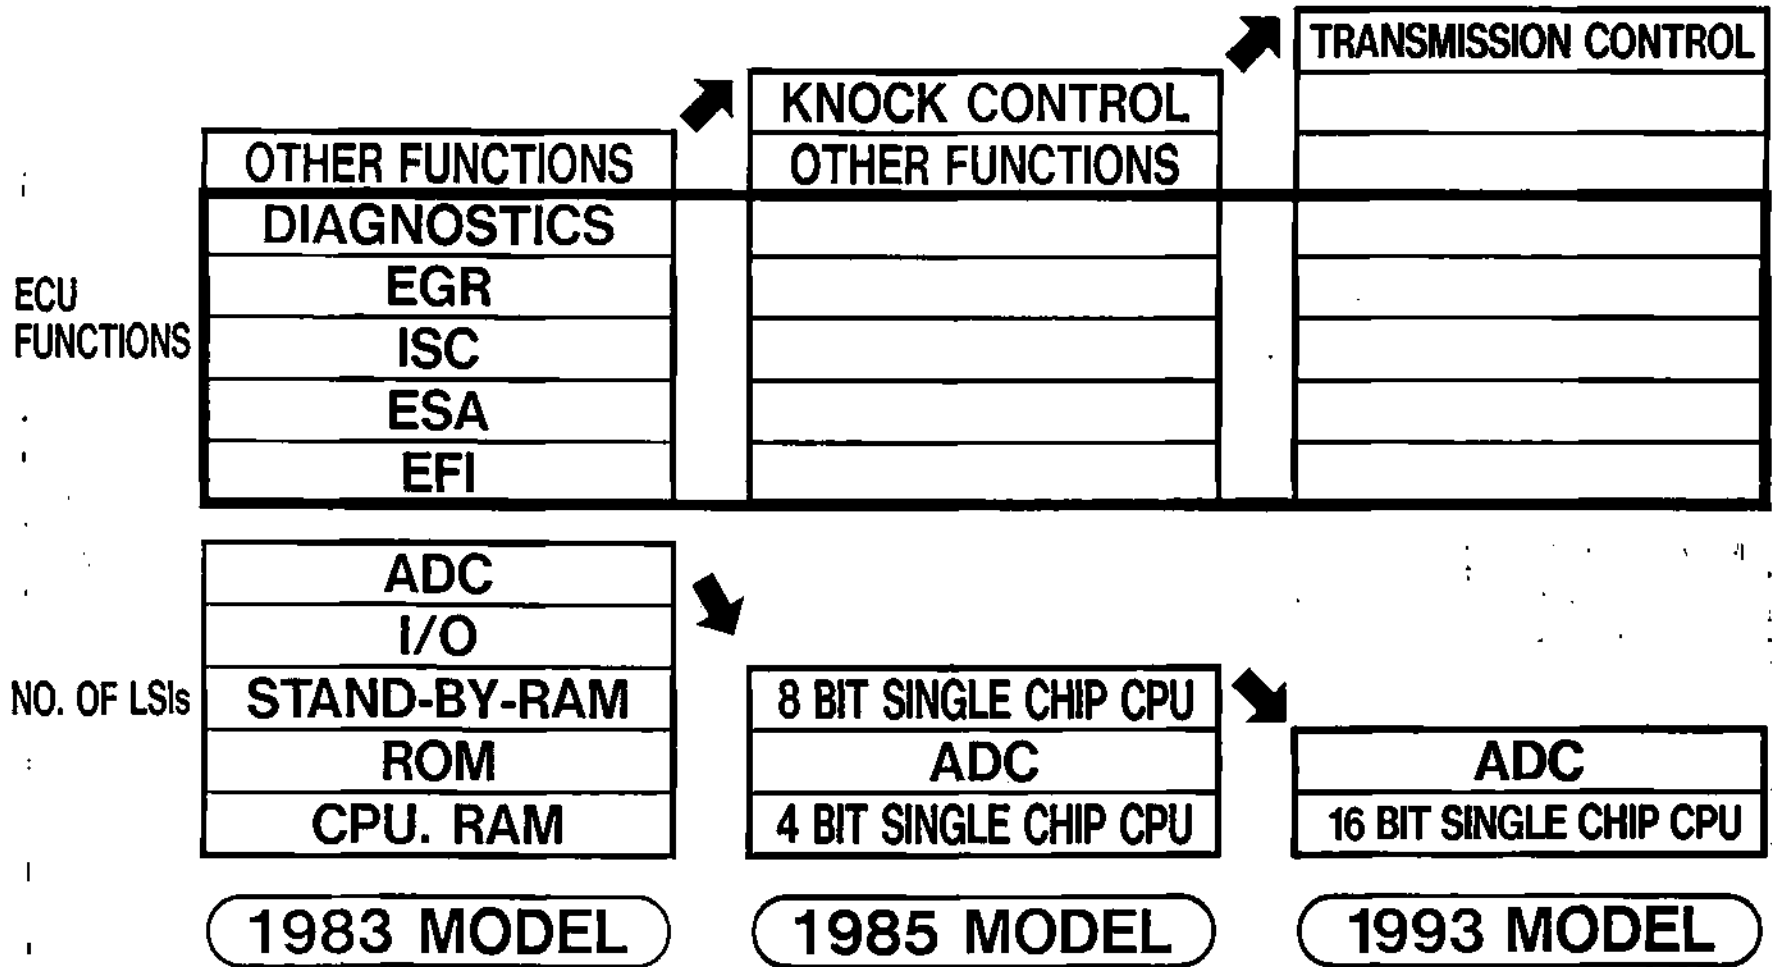 TRANSMISSION CONTROL
KNOCK CONTROL
OTHER FUNCTIONS
OTHER FUNCTIONS
DIAGNOSTICS
EGR
ISC
ESA
EFI
ECU
FUNCTIONS
ADC
I/O
STAND-BY-RAM
ROM
CPU. RAM
NO. OF LSIs
8 BIT SINGLE CHIP CPU
ADC
4 BIT SINGLE CHIP CPU
ADC
16 BIT SINGLE CHIP CPU
1983 MODEL
1985 MODEL
1993 MODEL